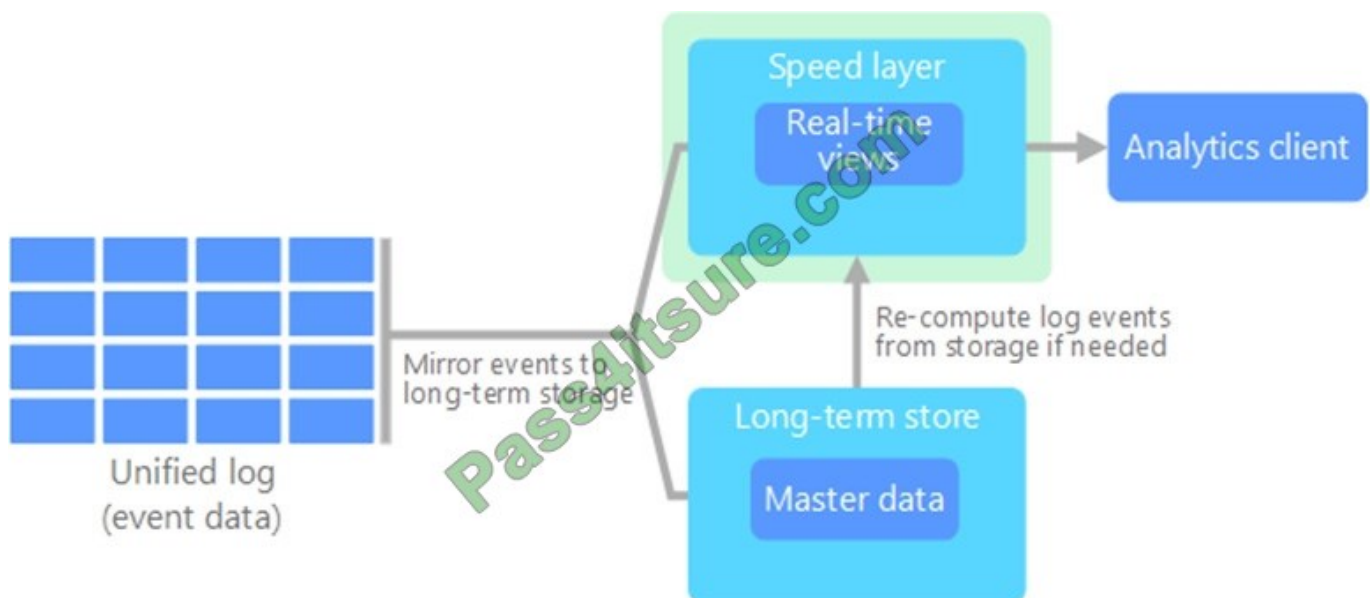 Speed layer
Real-time
views
Analytics client
Mirror events to
long-term storage
Re-compute log events
from storage if needed
Unified log
(event data)
Long-term store
Master data
Pass4itsure.com